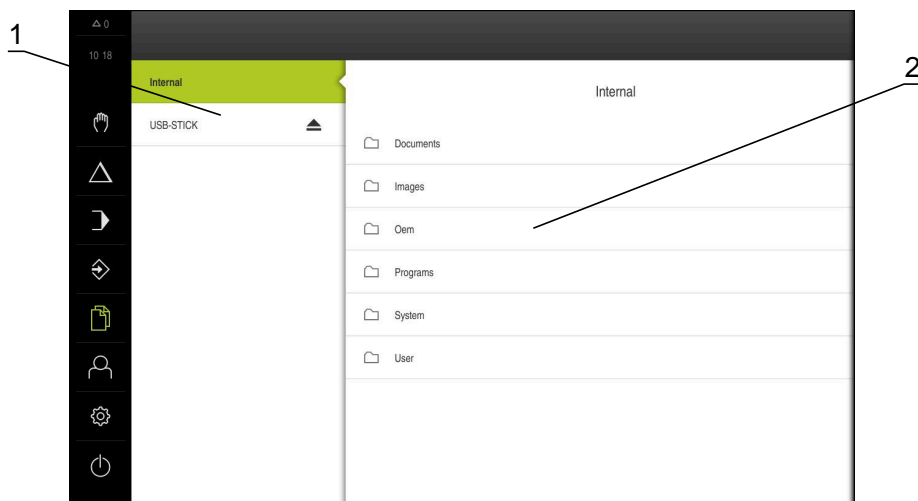 0
1
10 18
2
Internal
Internal
USB-STICK
Documents
Images
Oem
Programs
System
User